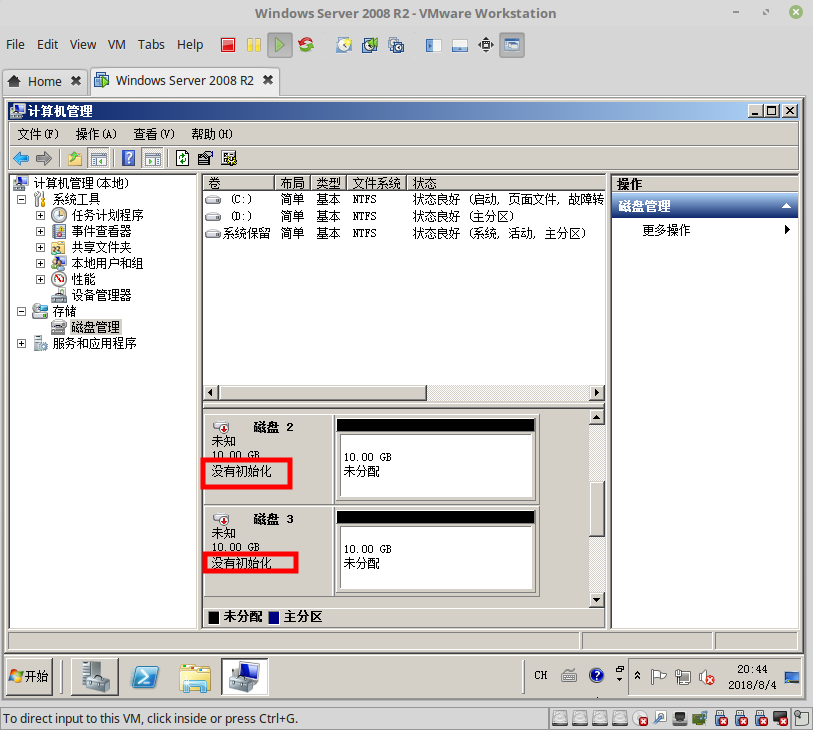 Windows Server 2008 R2 - VMware Workstation
File Edit View VM Tabs Help
Home Windows Server 2008 R2
计算机管理
文件(F) 操作(A) 查看(V) 帮助(H)
计算机管理(本地)
系统工具
任务计划程序
事件查看器
共享文件夹
本地用户和组
性能
设备管理器
存储
磁盘管理
服务和应用程序
卷 布局 类型 文件系统 状态
(C:) 简单 基本 NTFS 状态良好 (启动, 页面文件, 故障转
(D:) 简单 基本 NTFS 状态良好 (主分区)
系统保留 简单 基本 NTFS 状态良好 (系统, 活动, 主分区)
磁盘 2
未知
10.00 GB
没有初始化
10.00 GB
未分配
磁盘 3
未知
10.00 GB
没有初始化
10.00 GB
未分配
未分配 主分区
操作
磁盘管理
更多操作
开始
CH
20:44
2018/8/4
To direct input to this VM, click inside or press Ctrl+G.